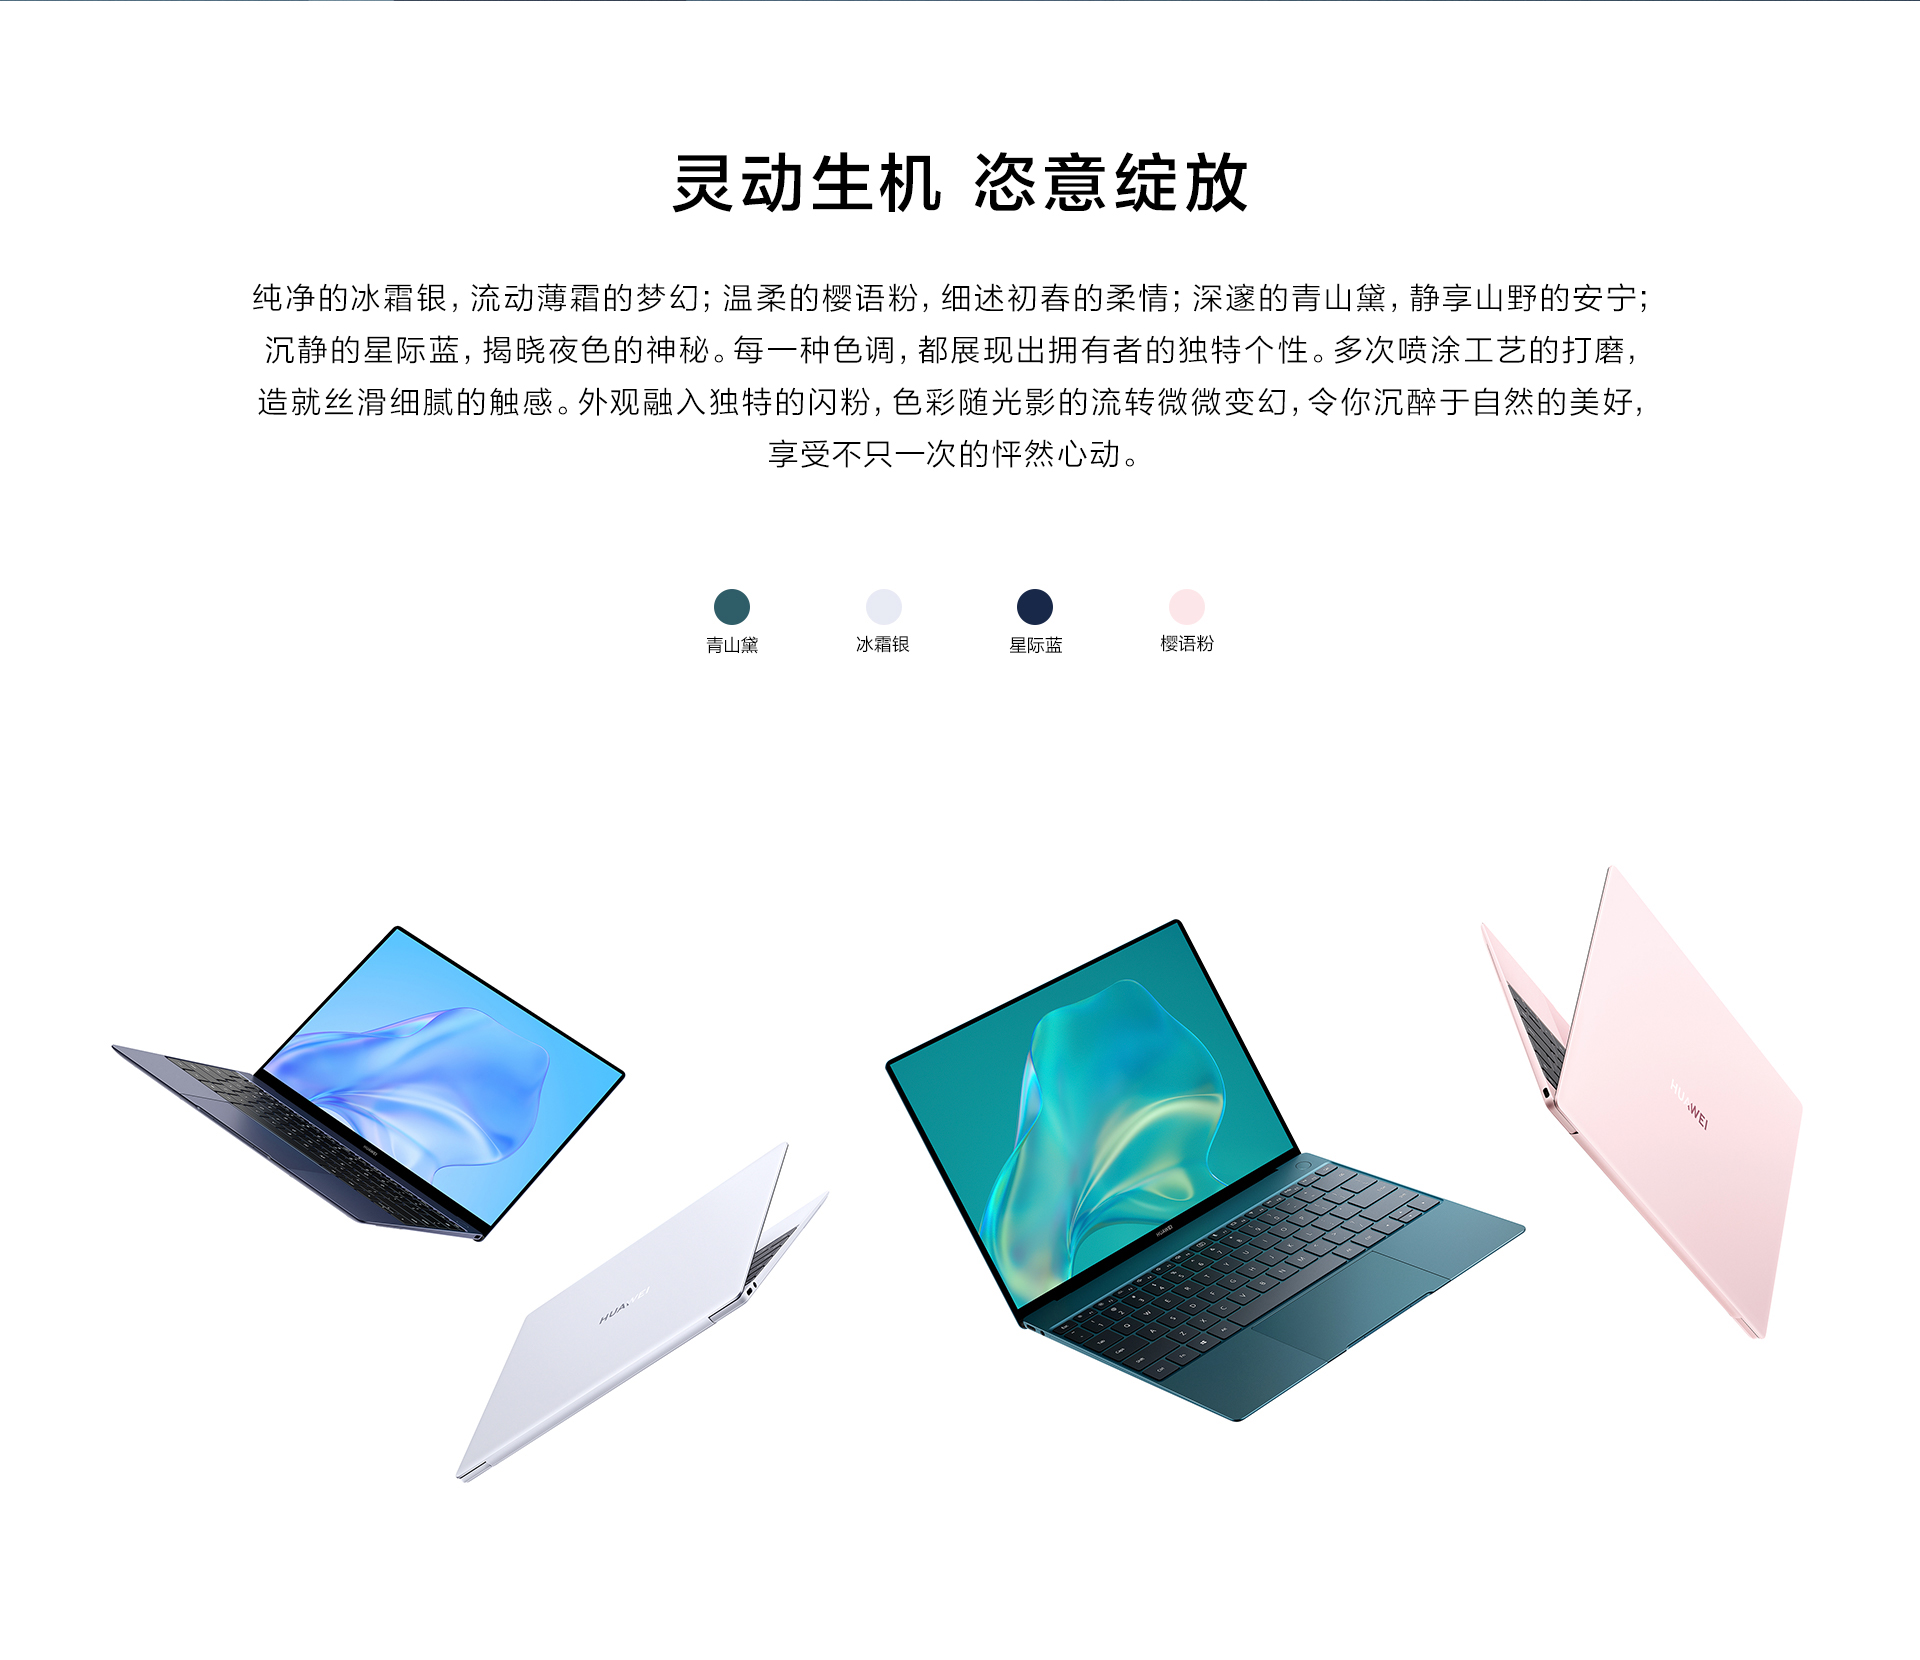 灵动生机 恣意绽放
纯净的冰霜银，流动薄霜的梦幻；温柔的樱语粉，细述初春的柔情；深邃的青山黛，静享山野的安宁；
沉静的星际蓝，揭晓夜色的神秘。每一种色调，都展现出拥有者的独特个性。多次喷涂工艺的打磨，
造就丝滑细腻的触感。外观融入独特的闪粉，色彩随光影的流转微微变幻，令你沉醉于自然的美好，
享受不只一次的怦然心动。
青山黛
冰霜银
星际蓝
樱语粉
HUAWEI
HUAWEI
HUAWEI
HUAWEI